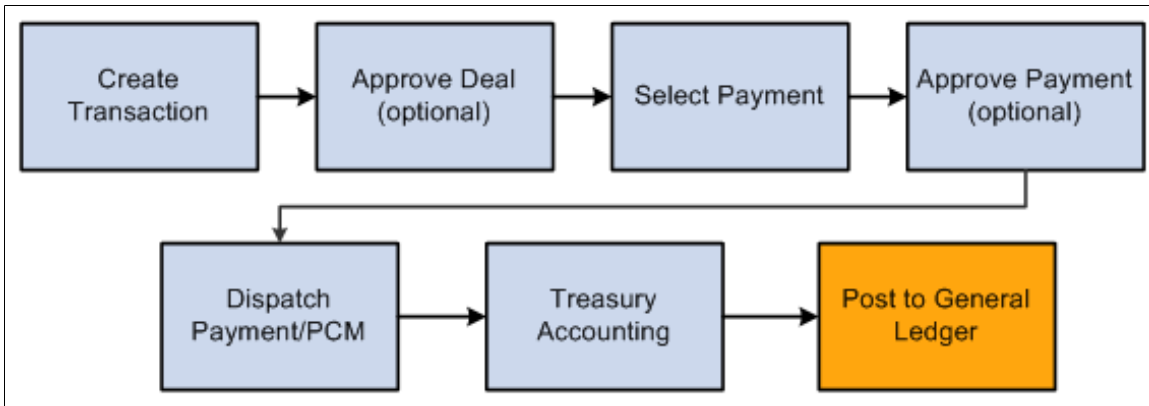 Create
Transaction
Approve Deal
(optional)
Select Payment
Approve Payment
(optional)
Dispatch
Payment/PCM
Treasury
Accounting
Post to General
Ledger